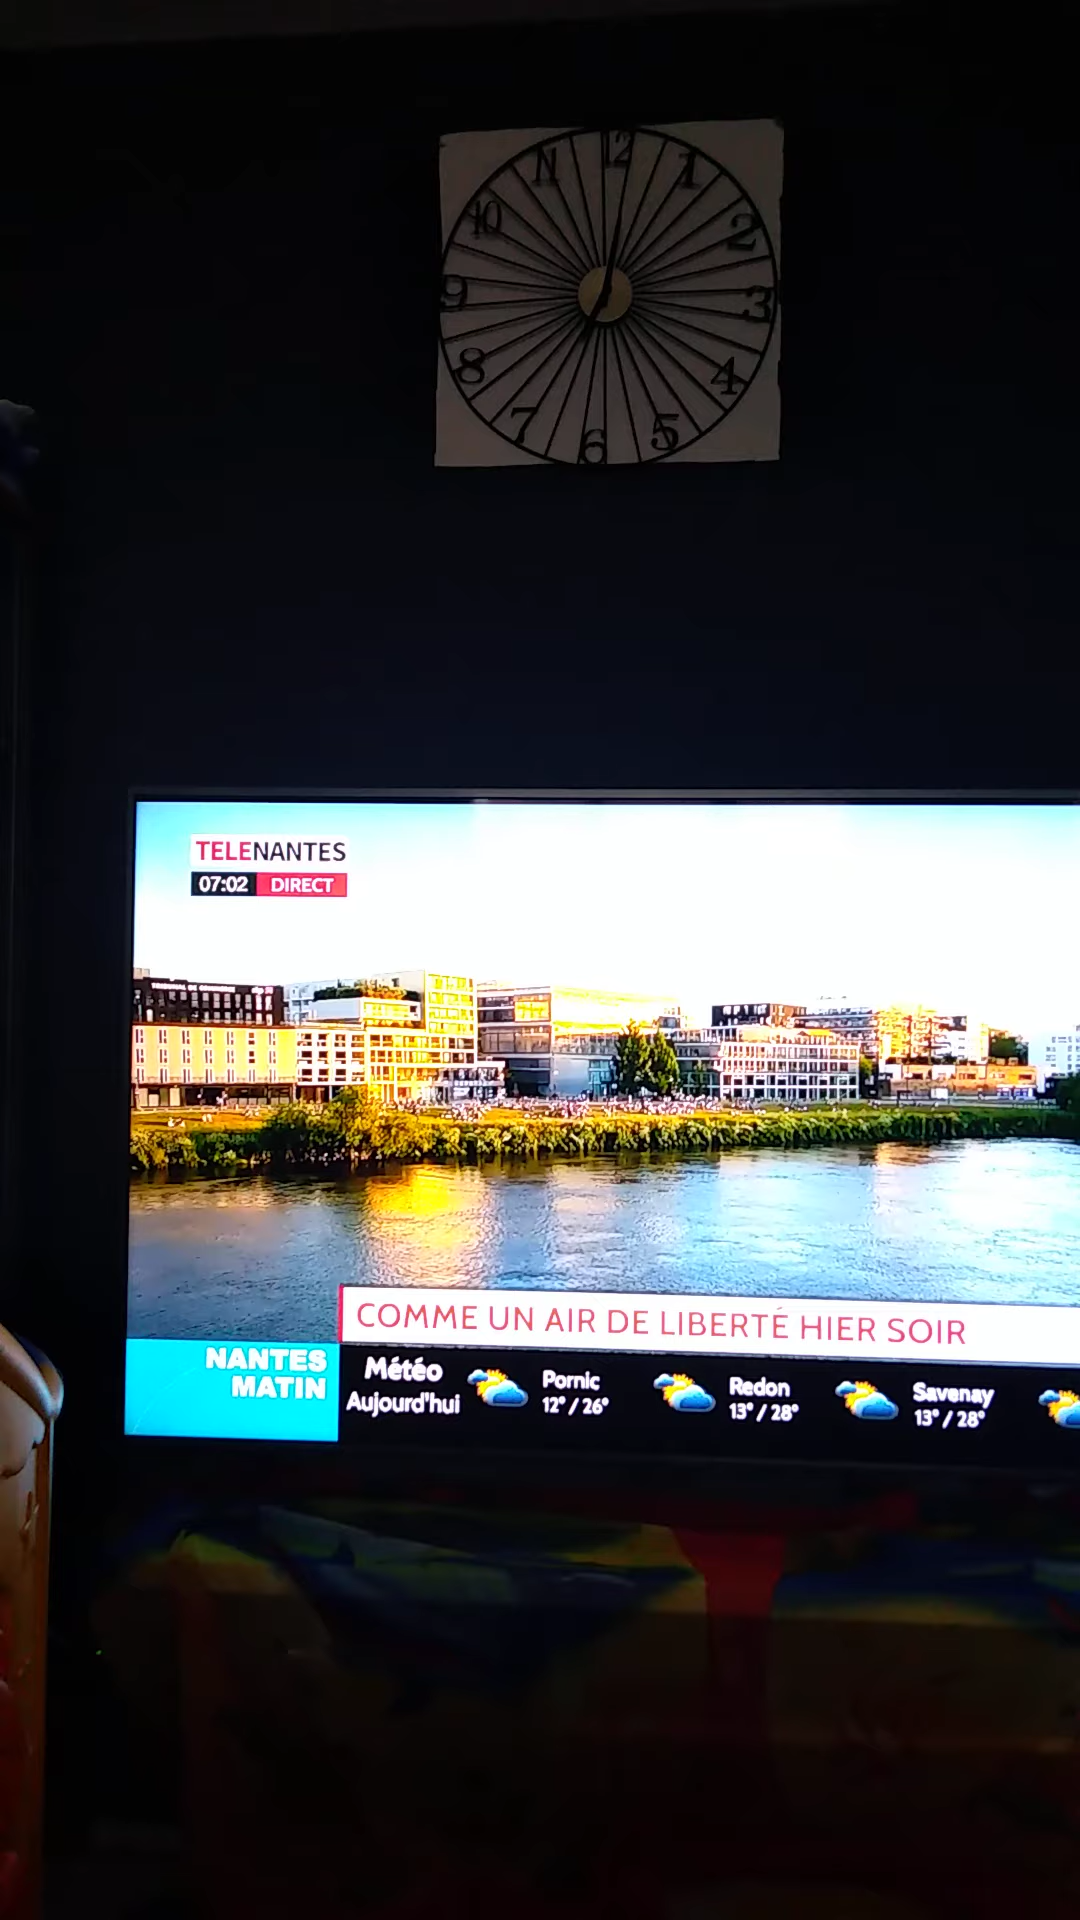 12
1
2
3
4
5
6
7
8
9
10
N
TELENANTES
07:02 DIRECT
COMME UN AIR DE LIBERTÉ HIER SOIR
NANTES
MATIN
Météo
Aujourd'hui
Pornic
12° / 26°
Redon
13° / 28°
Savenay
13° / 28°